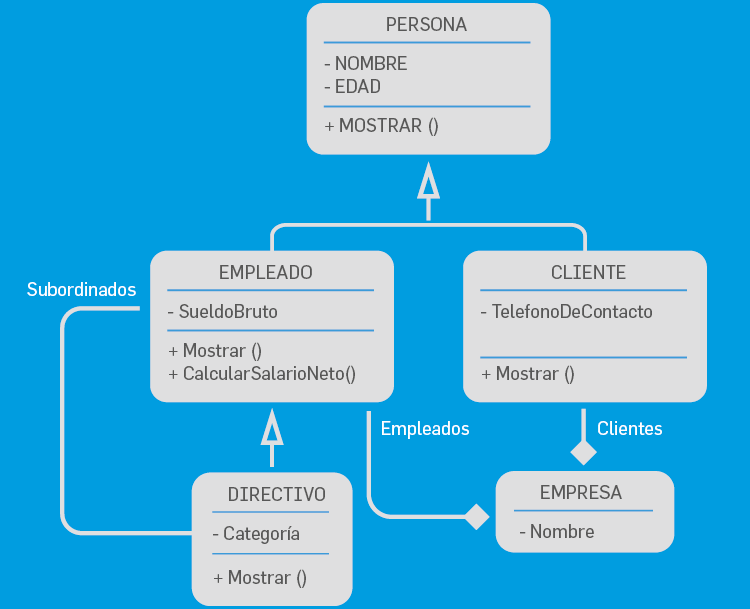 PERSONA
- NOMBRE
- EDAD
+ MOSTRAR ()
Subordinados
EMPLEADO
- SueldoBruto
+ Mostrar ()
+ CalcularSalarioNeto()
CLIENTE
- TelefonoDeContacto
+ Mostrar ()
Empleados
Clientes
DIRECTIVO
- Categoría
+ Mostrar ()
EMPRESA
- Nombre